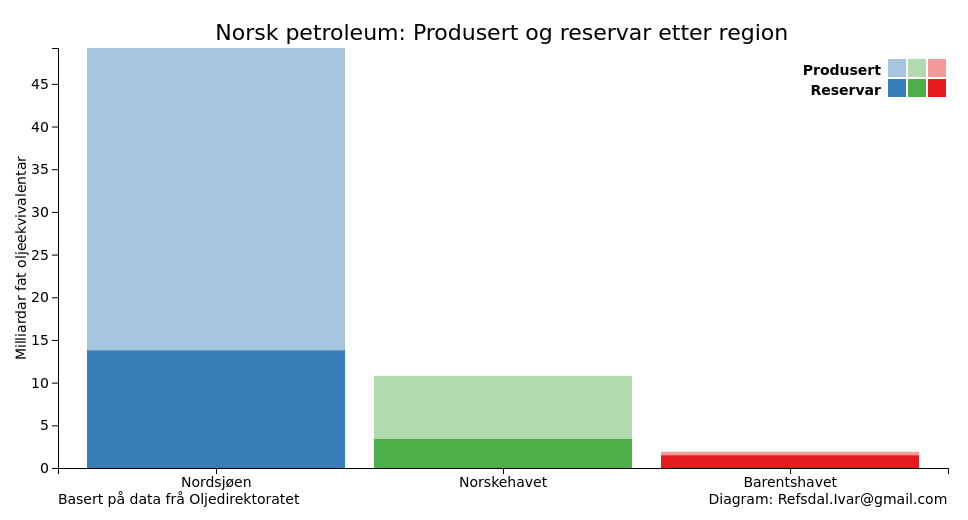 Norsk petroleum: Produsert og reservar etter region
Produsert
Reservar
Milliardar fat oljeekvivalentar
45
40
35
30
25
20
15
10
5
0
Nordsjøen
Norskehavet
Barentshavet
Basert på data frå Oljedirektoratet
Diagram: Refsdal.Ivar@gmail.com